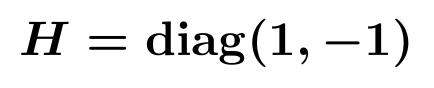 H = diag(1, −1)